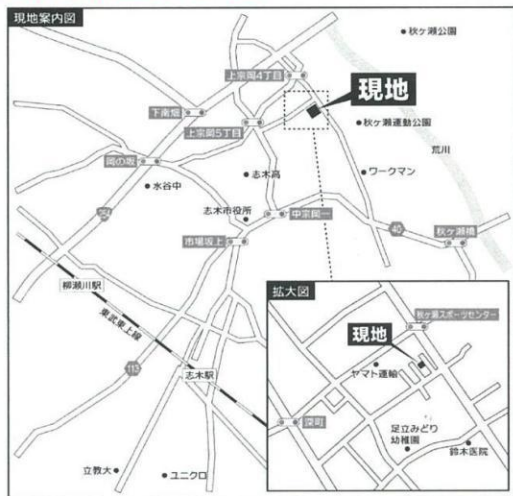 現地案内図
秋ヶ瀬公園
上宗岡4丁目
現地
下南畑
上宗岡5丁目
秋ヶ瀬運動公園
荒川
岡の坂
志木高
ワークマン
水谷中
254
志木市役所
中宗岡一
40
市場坂上
秋ヶ瀬橋
柳瀬川駅
東武東上線
113
志木駅
立教大
ユニクロ
拡大図
秋ヶ瀬スポーツセンター
現地
ヤマト運輸
深町
足立みどり
幼稚園
鈴木医院